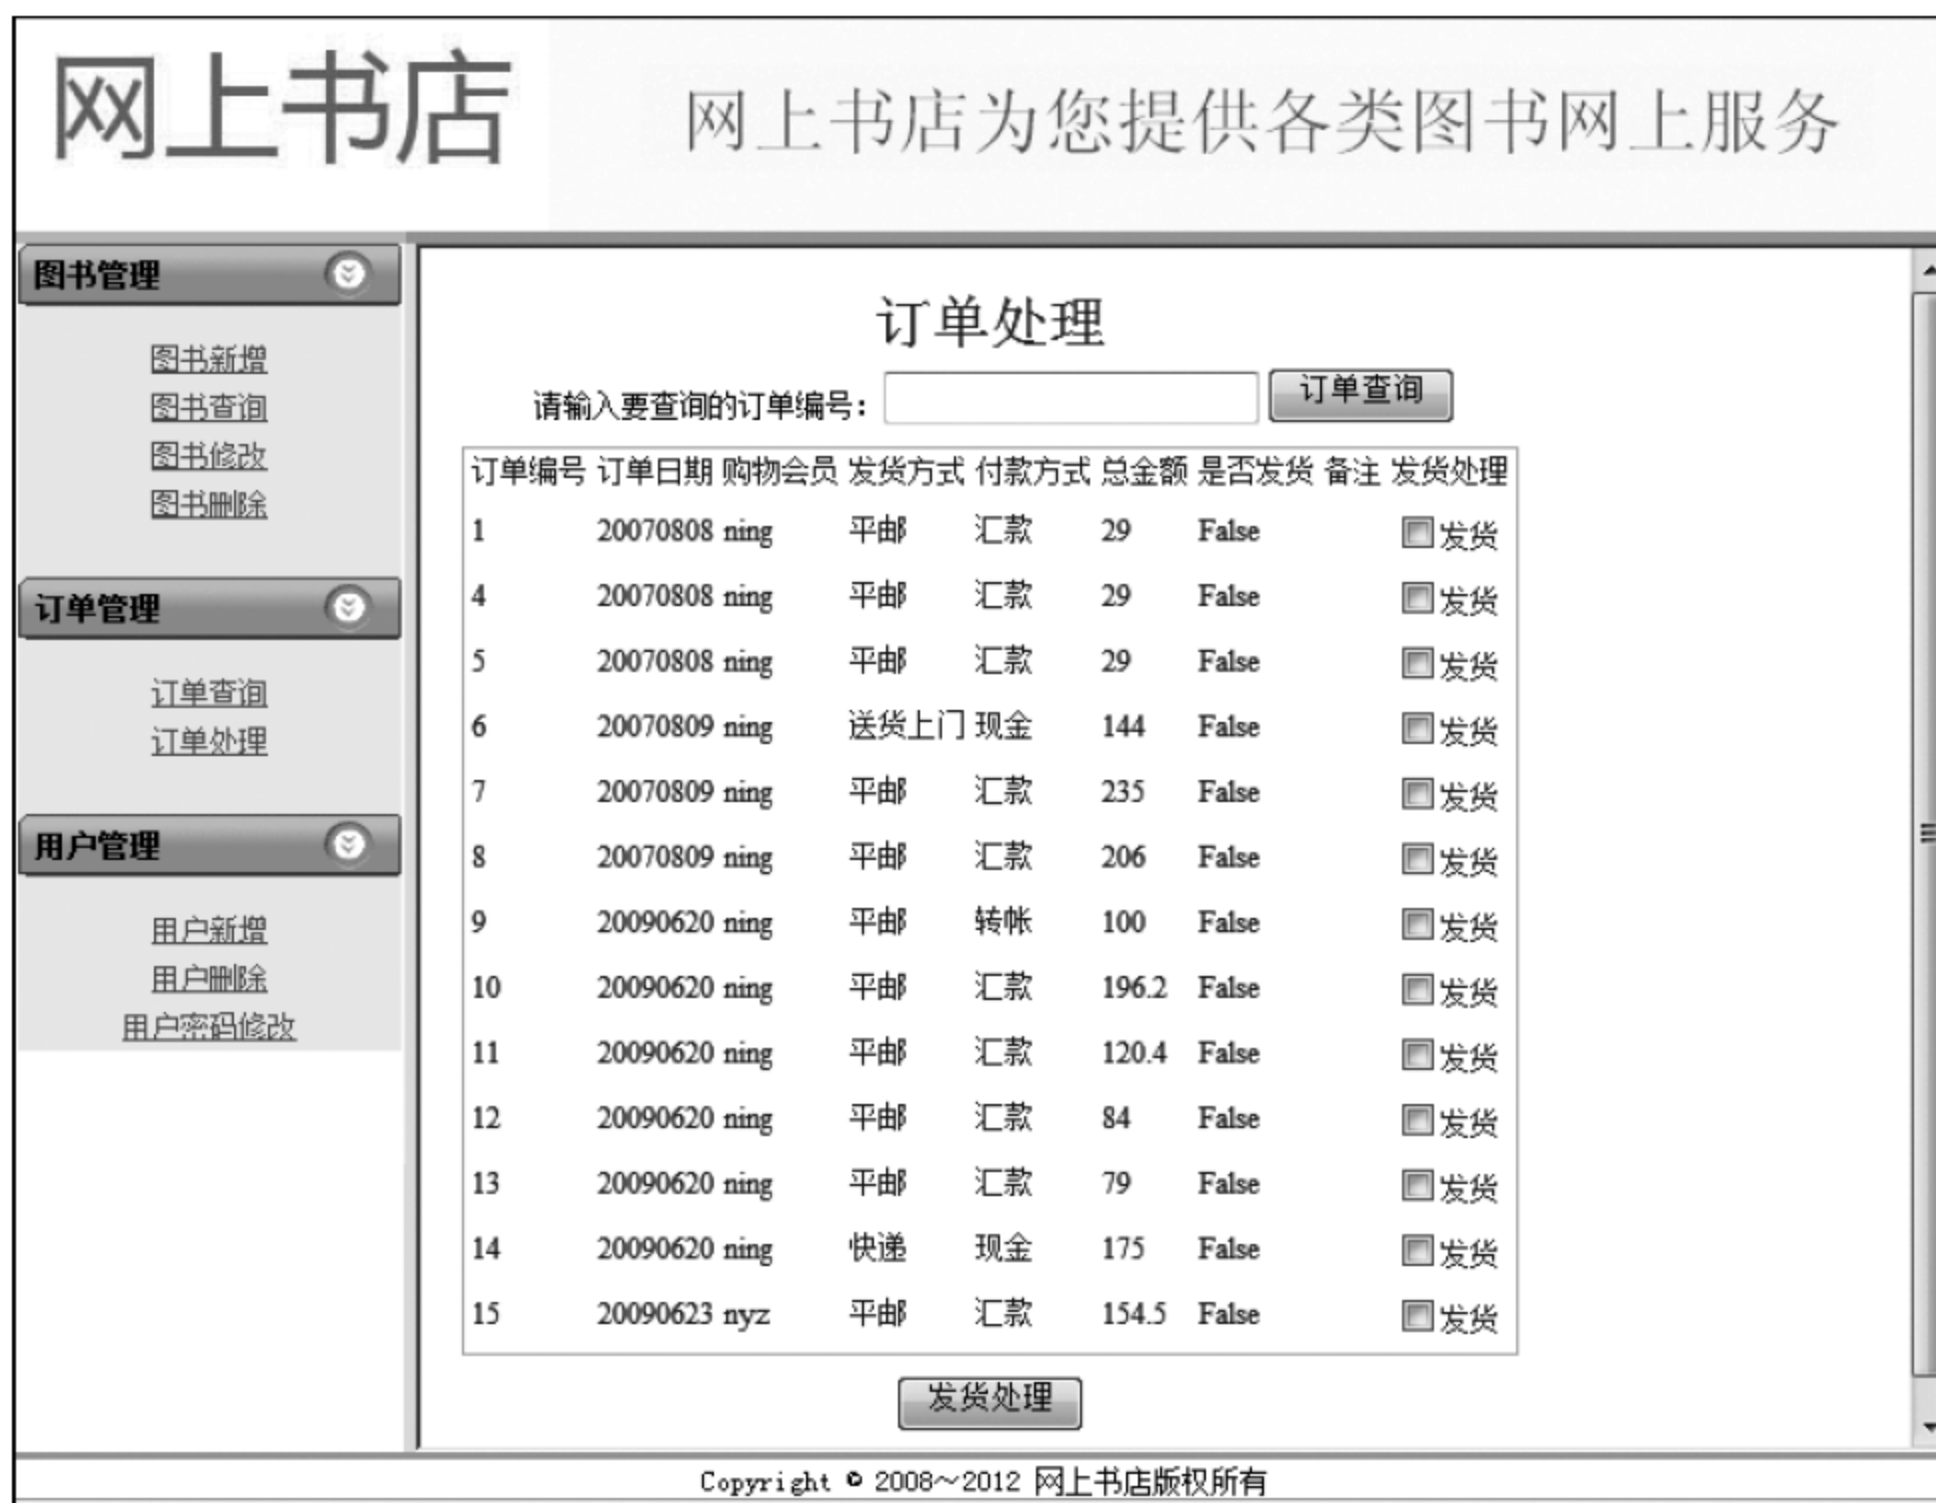 网上书店
网上书店为您提供各类图书网上服务
图书管理
图书新增
图书查询
图书修改
图书删除
订单管理
订单查询
订单处理
用户管理
用户新增
用户删除
用户密码修改
订单处理
请输入要查询的订单编号： 订单查询
订单编号 订单日期 购物会员 发货方式 付款方式 总金额 是否发货 备注 发货处理
1 20070808 ning 平邮 汇款 29 False 发货
4 20070808 ning 平邮 汇款 29 False 发货
5 20070808 ning 平邮 汇款 29 False 发货
6 20070809 ning 送货上门 现金 144 False 发货
7 20070809 ning 平邮 汇款 235 False 发货
8 20070809 ning 平邮 汇款 206 False 发货
9 20090620 ning 平邮 转帐 100 False 发货
10 20090620 ning 平邮 汇款 196.2 False 发货
11 20090620 ning 平邮 汇款 120.4 False 发货
12 20090620 ning 平邮 汇款 84 False 发货
13 20090620 ning 平邮 汇款 79 False 发货
14 20090620 ning 快递 现金 175 False 发货
15 20090623 nyz 平邮 汇款 154.5 False 发货
发货处理
Copyright © 2008～2012 网上书店版权所有